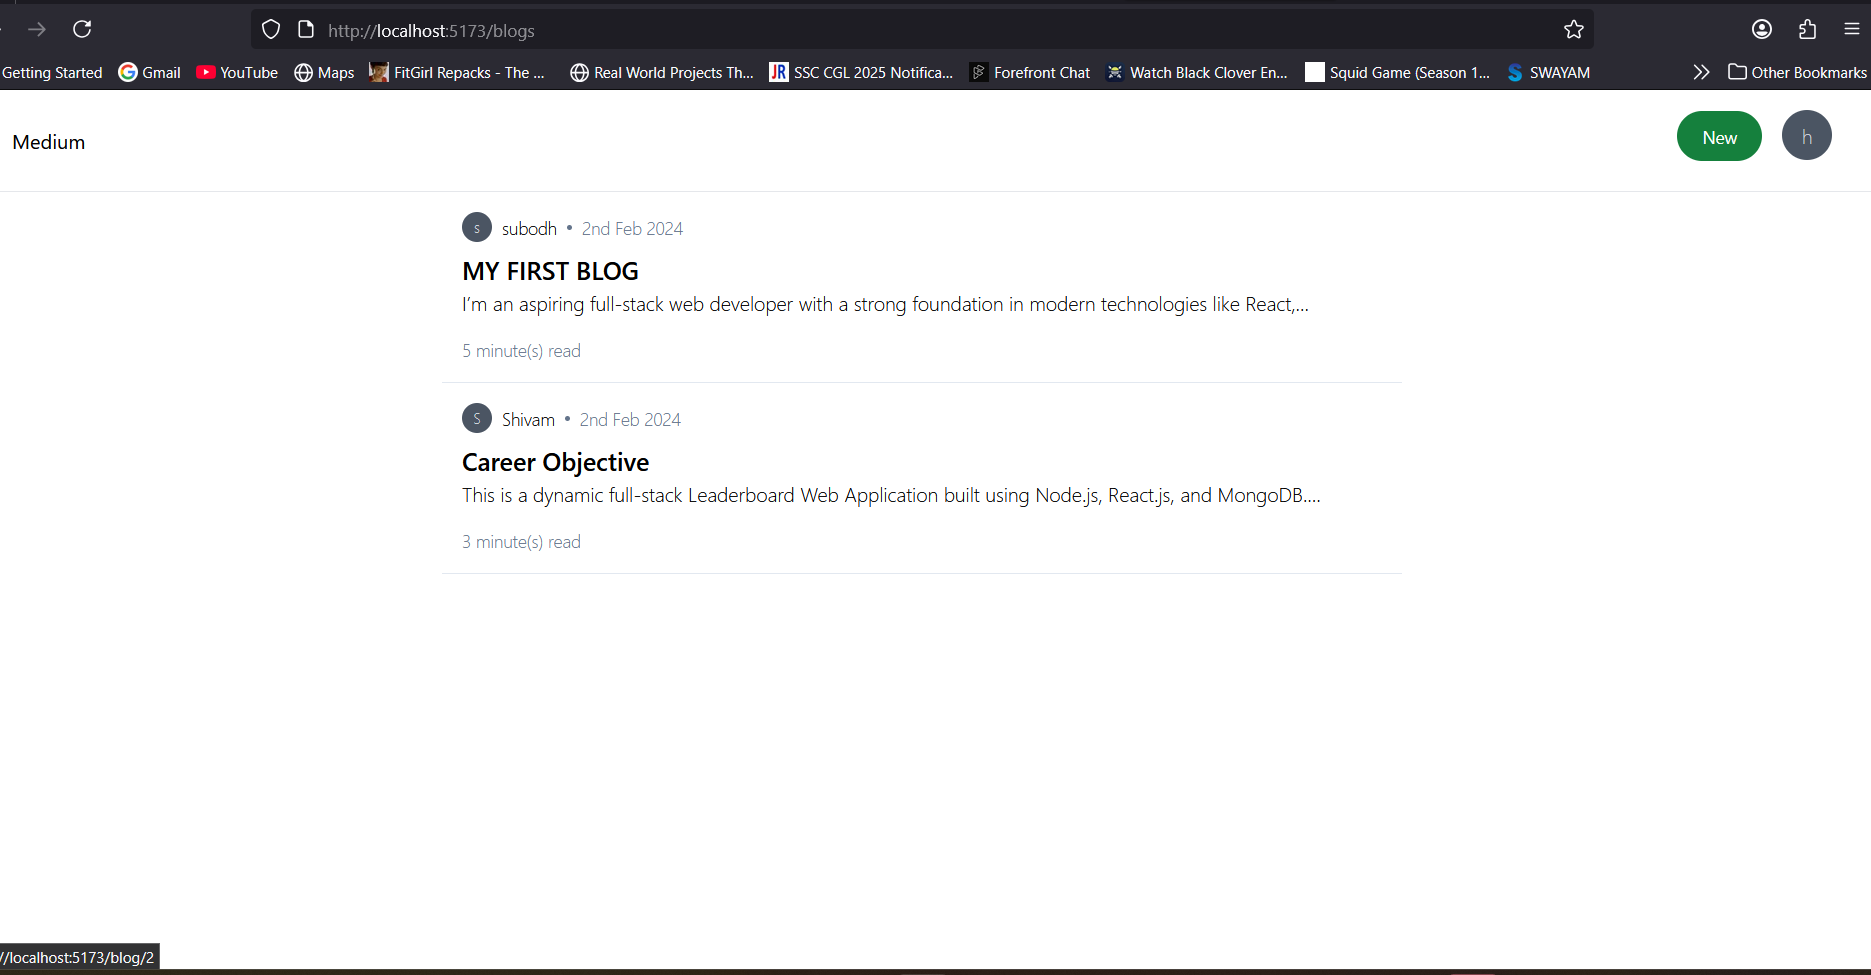 http://localhost:5173/blogs
Getting Started Gmail YouTube Maps FitGirl Repacks - The ... Real World Projects Th... JR SSC CGL 2025 Notifica... Forefront Chat Watch Black Clover En... Squid Game (Season 1... SWAYAM Other Bookmarks
Medium New h
s subodh • 2nd Feb 2024
MY FIRST BLOG
I’m an aspiring full-stack web developer with a strong foundation in modern technologies like React,...
5 minute(s) read
S Shivam • 2nd Feb 2024
Career Objective
This is a dynamic full-stack Leaderboard Web Application built using Node.js, React.js, and MongoDB....
3 minute(s) read
//localhost:5173/blog/2